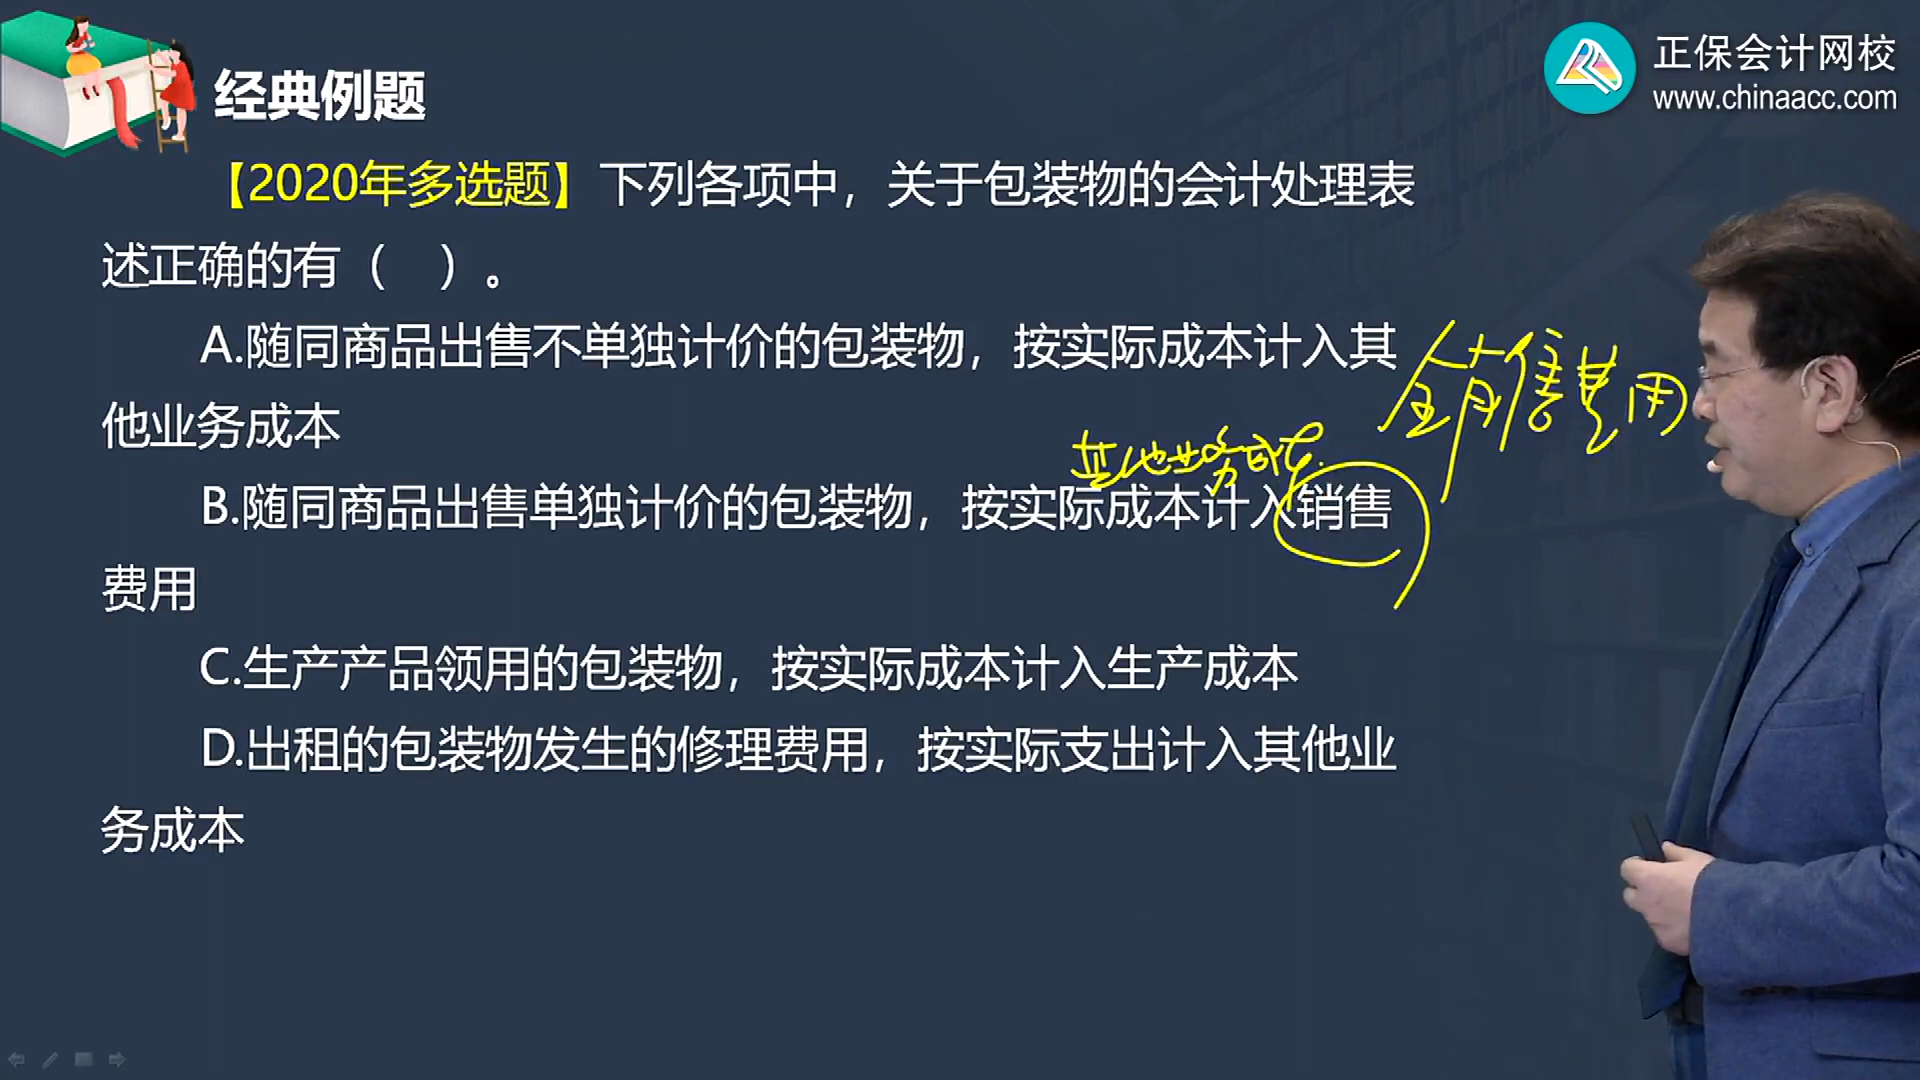 正保会计网校
www.chinaacc.com
经典例题
【2020年多选题】下列各项中，关于包装物的会计处理表
述正确的有（　）。
A.随同商品出售不单独计价的包装物，按实际成本计入其
他业务成本
销售费用
其他业务成本
B.随同商品出售单独计价的包装物，按实际成本计入销售
费用
C.生产产品领用的包装物，按实际成本计入生产成本
D.出租的包装物发生的修理费用，按实际支出计入其他业
务成本